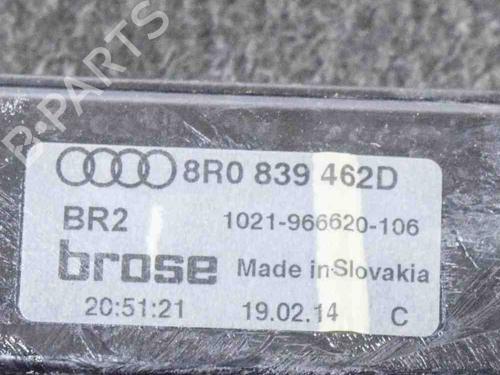 B-PARTS
8R0 839 462D
BR2 1021-966620-106
brose Made in Slovakia
20:51:21 19.02.14 C